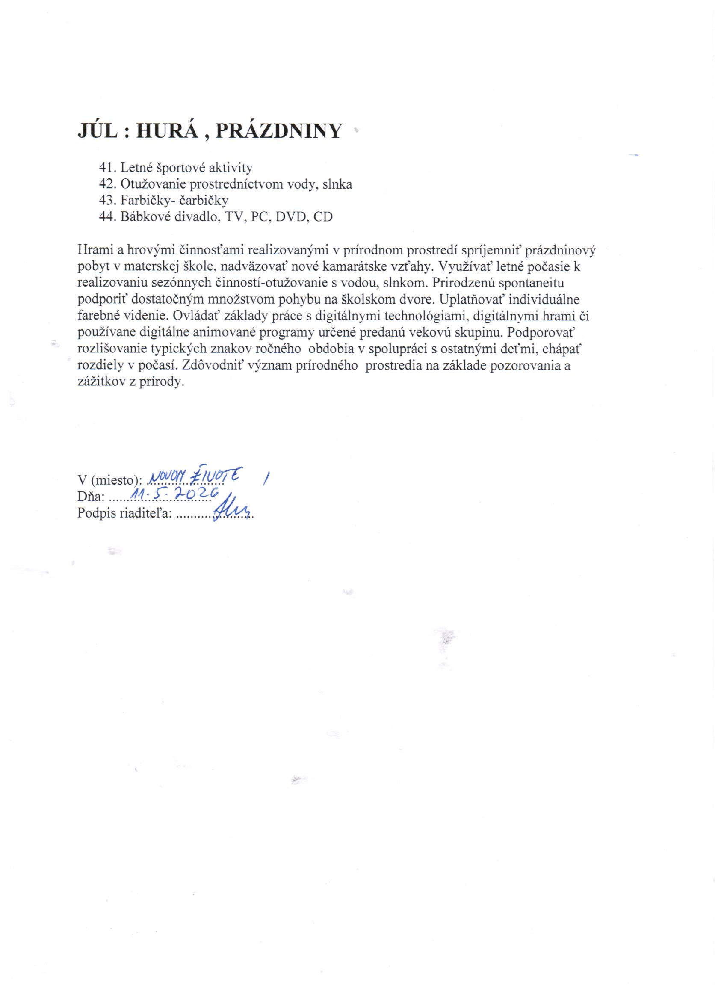 JÚL : HURÁ , PRÁZDNINY
41. Letné športové aktivity
42. Otužovanie prostredníctvom vody, slnka
43. Farbičky- čarbičky
44. Bábkové divadlo, TV, PC, DVD, CD
Hrami a hrovými činnosťami realizovanými v prírodnom prostredí spríjemniť prázdninový
pobyt v materskej škole, nadväzovať nové kamarátske vzťahy. Využívať letné počasie k
realizovaniu sezónnych činností-otužovanie s vodou, slnkom. Prirodzenú spontaneitu
podporiť dostatočným množstvom pohybu na školskom dvore. Uplatňovať individuálne
farebné videnie. Ovládať základy práce s digitálnymi technológiami, digitálnymi hrami či
používane digitálne animované programy určené predanú vekovú skupinu. Podporovať
rozlišovanie typických znakov ročného  obdobia v spolupráci s ostatnými deťmi, chápať
rozdiely v počasí. Zdôvodniť význam prírodného  prostredia na základe pozorovania a
zážitkov z prírody.
V (miesto): NOVOM ŽIVOTE
Dňa: 11.5.2026
Podpis riaditeľa: